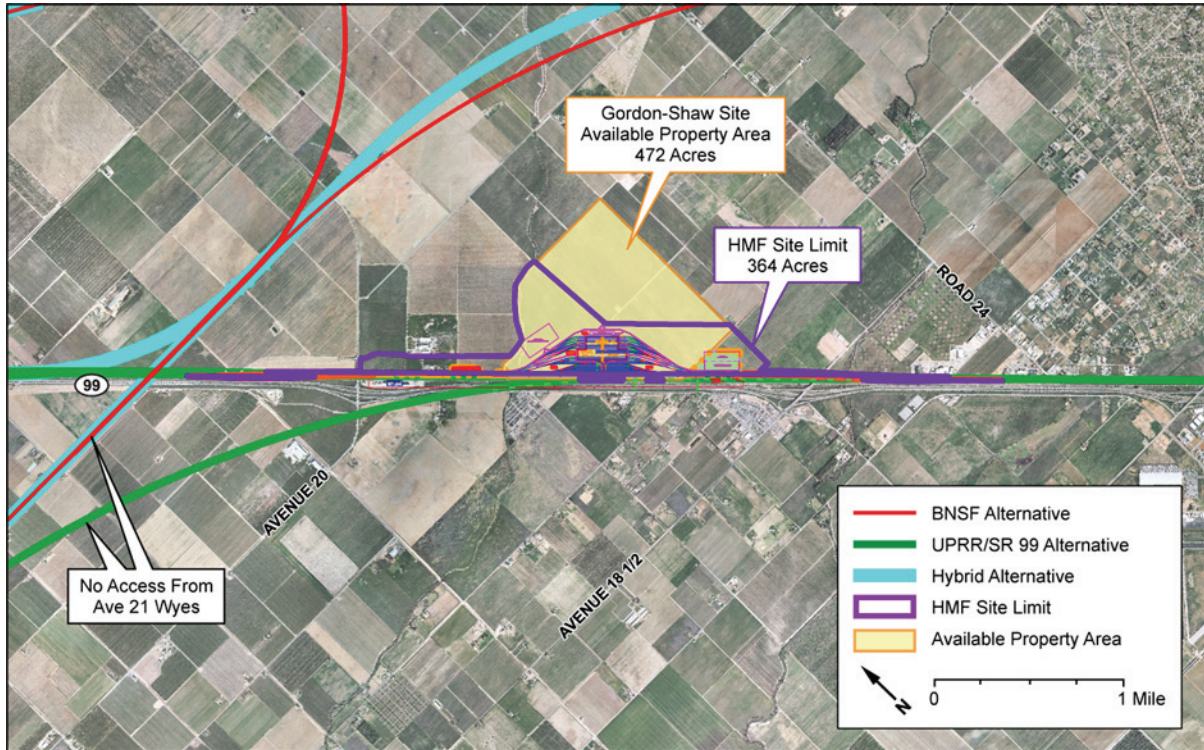 Gordon-Shaw Site
Available Property Area
472 Acres
HMF Site Limit
364 Acres
ROAD 24
99
AVENUE 20
AVENUE 18 1/2
No Access From
Ave 21 Wyes
BNSF Alternative
UPRR/SR 99 Alternative
Hybrid Alternative
HMF Site Limit
Available Property Area
N
0
1 Mile